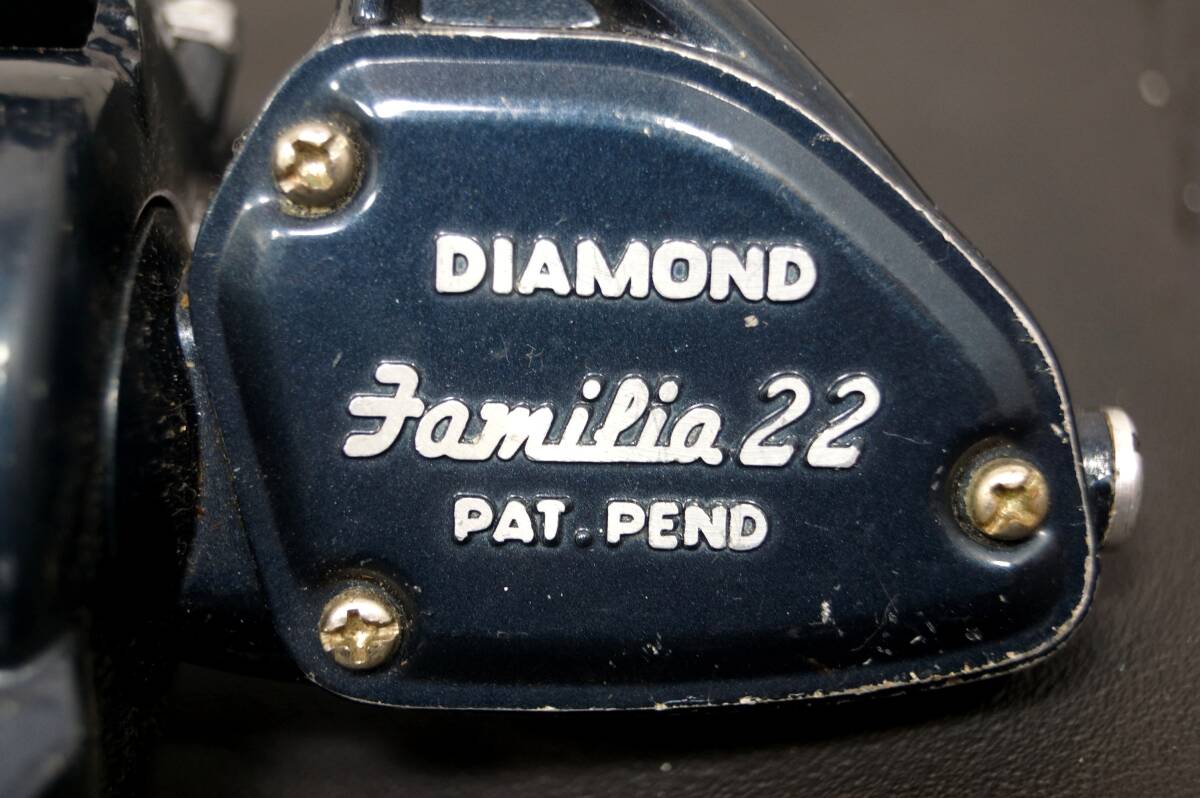 DIAMOND
Familia 22
PAT. PEND